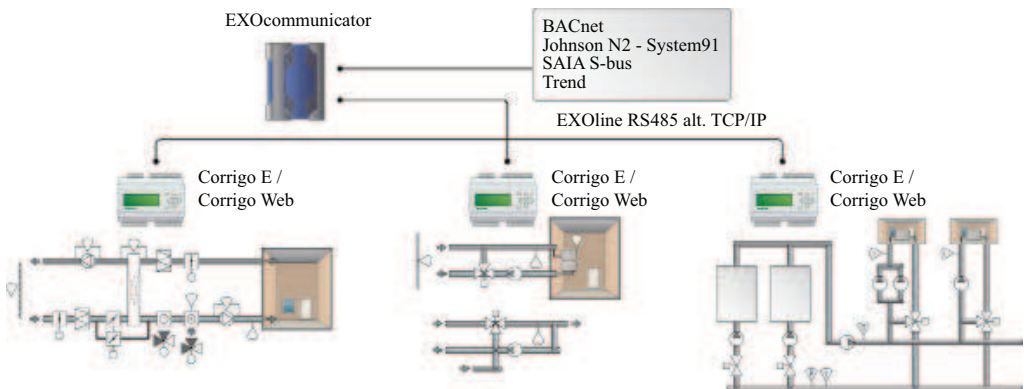 EXOcommunicator
BACnet
Johnson N2 - System91
SAIA S-bus
Trend
EXOline RS485 alt. TCP/IP
Corrigo E /
Corrigo Web
Corrigo E /
Corrigo Web
Corrigo E /
Corrigo Web